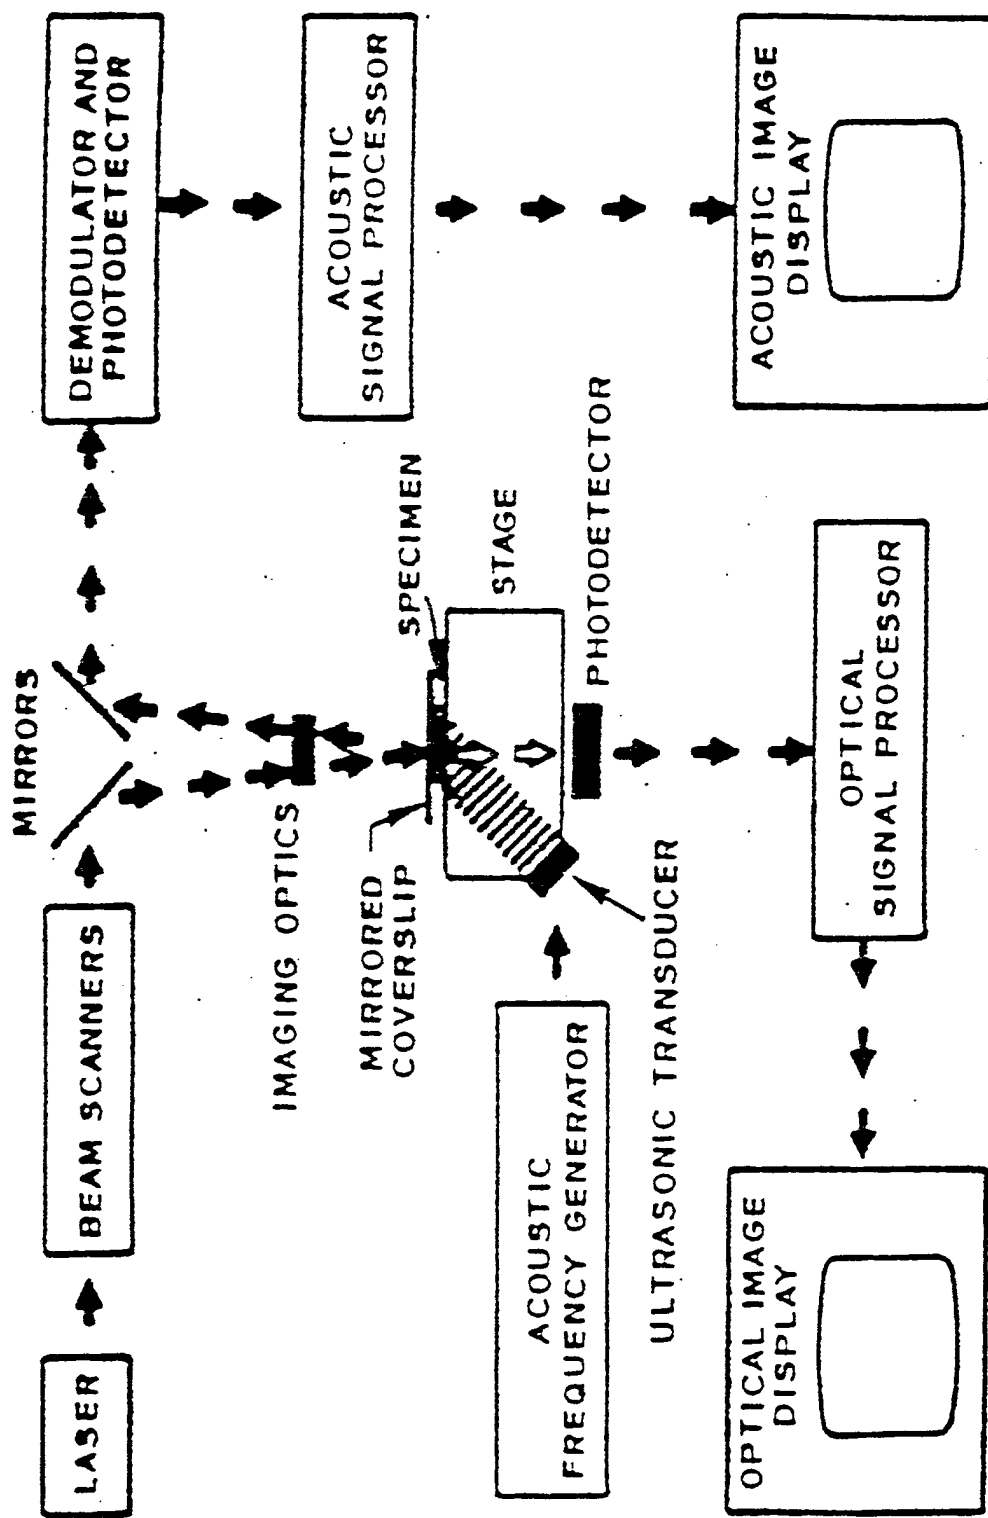 LASER
BEAM SCANNERS
MIRRORS
DEMODULATOR AND
PHOTODETECTOR
IMAGING OPTICS
ACOUSTIC
SIGNAL PROCESSOR
MIRRORED
COVERSLIP
SPECIMEN
STAGE
ACOUSTIC
FREQUENCY GENERATOR
PHOTODETECTOR
ULTRASONIC TRANSDUCER
OPTICAL IMAGE
DISPLAY
OPTICAL
SIGNAL PROCESSOR
ACOUSTIC IMAGE
DISPLAY